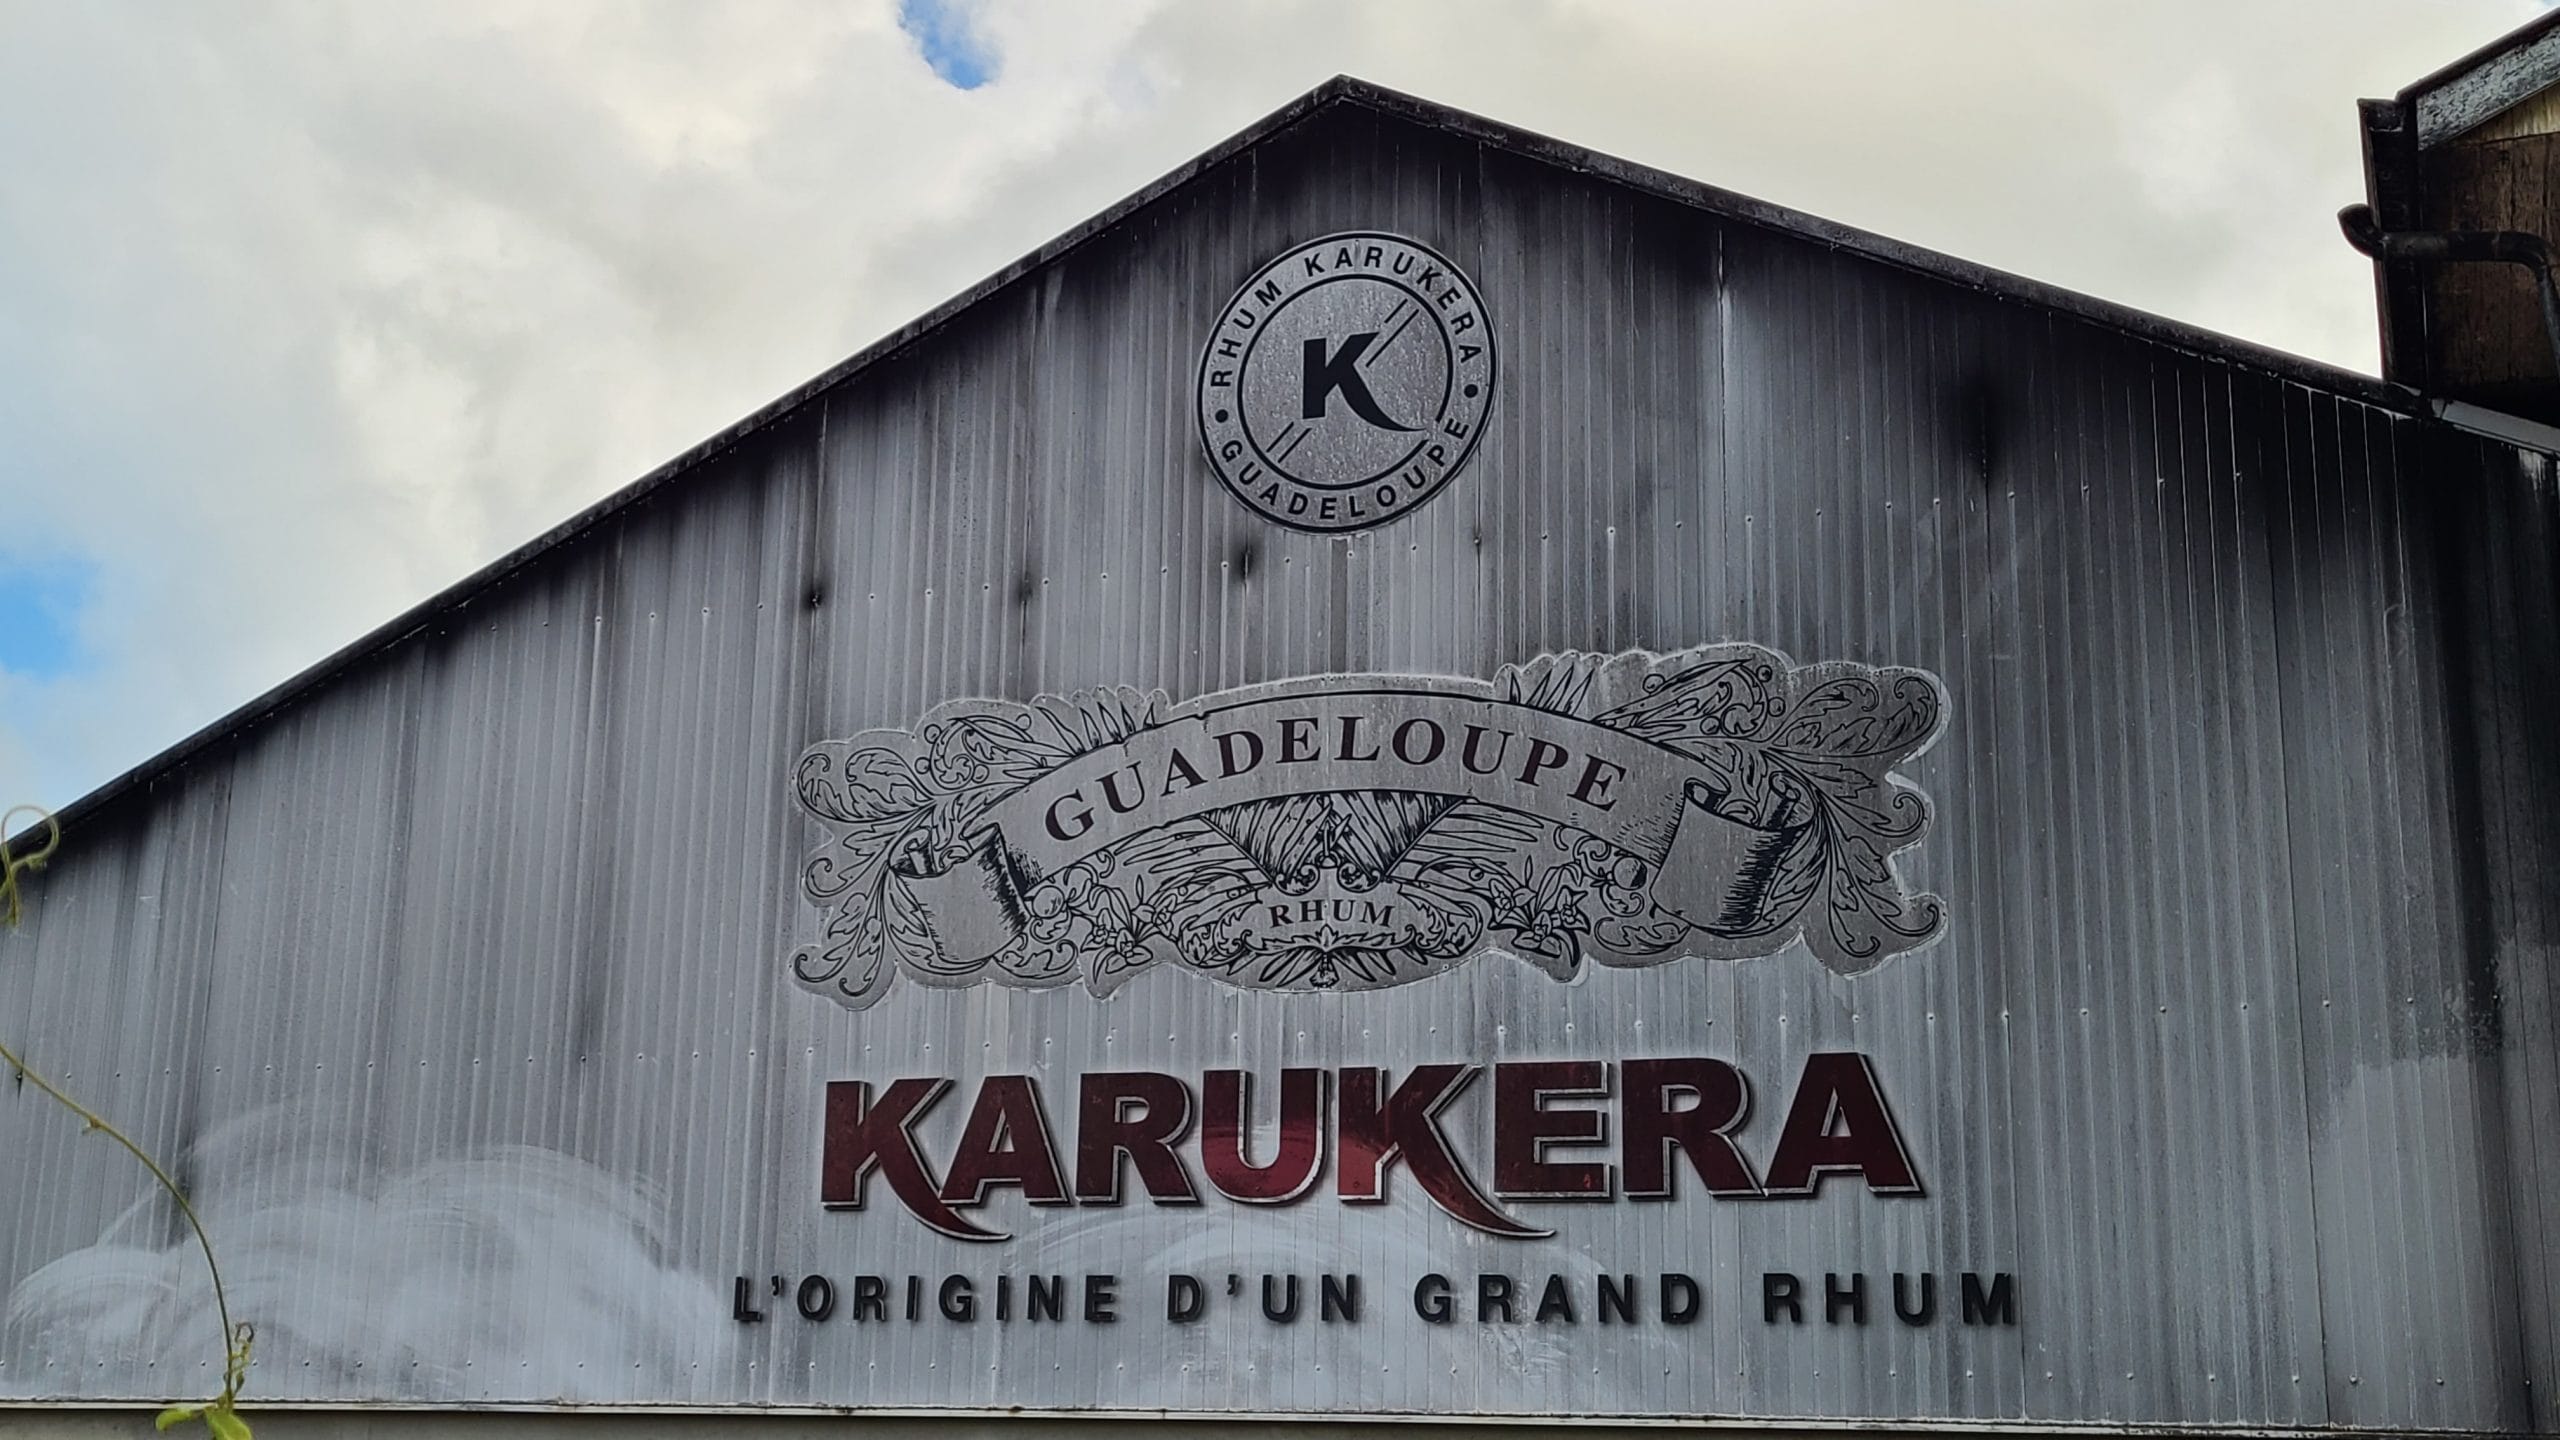 RHUM KARUKERA
K
• GUADELOUPE •
GUADELOUPE
RHUM
KARUKERA
L'ORIGINE D'UN GRAND RHUM